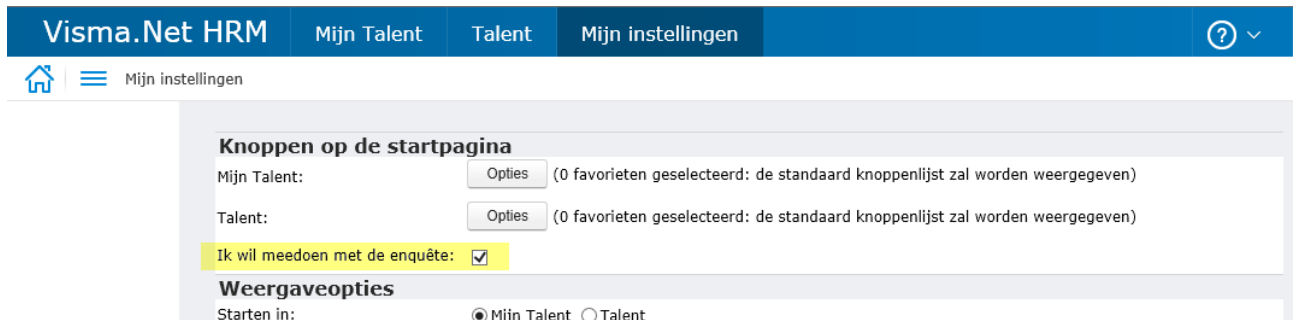 Visma.Net HRM Mijn Talent Talent Mijn instellingen
Mijn instellingen
Knoppen op de startpagina
Mijn Talent: Opties (0 favorieten geselecteerd: de standaard knoppenlijst zal worden weergegeven)
Talent: Opties (0 favorieten geselecteerd: de standaard knoppenlijst zal worden weergegeven)
Ik wil meedoen met de enquête:
Weergaveopties
Starten in: Mijn Talent Talent